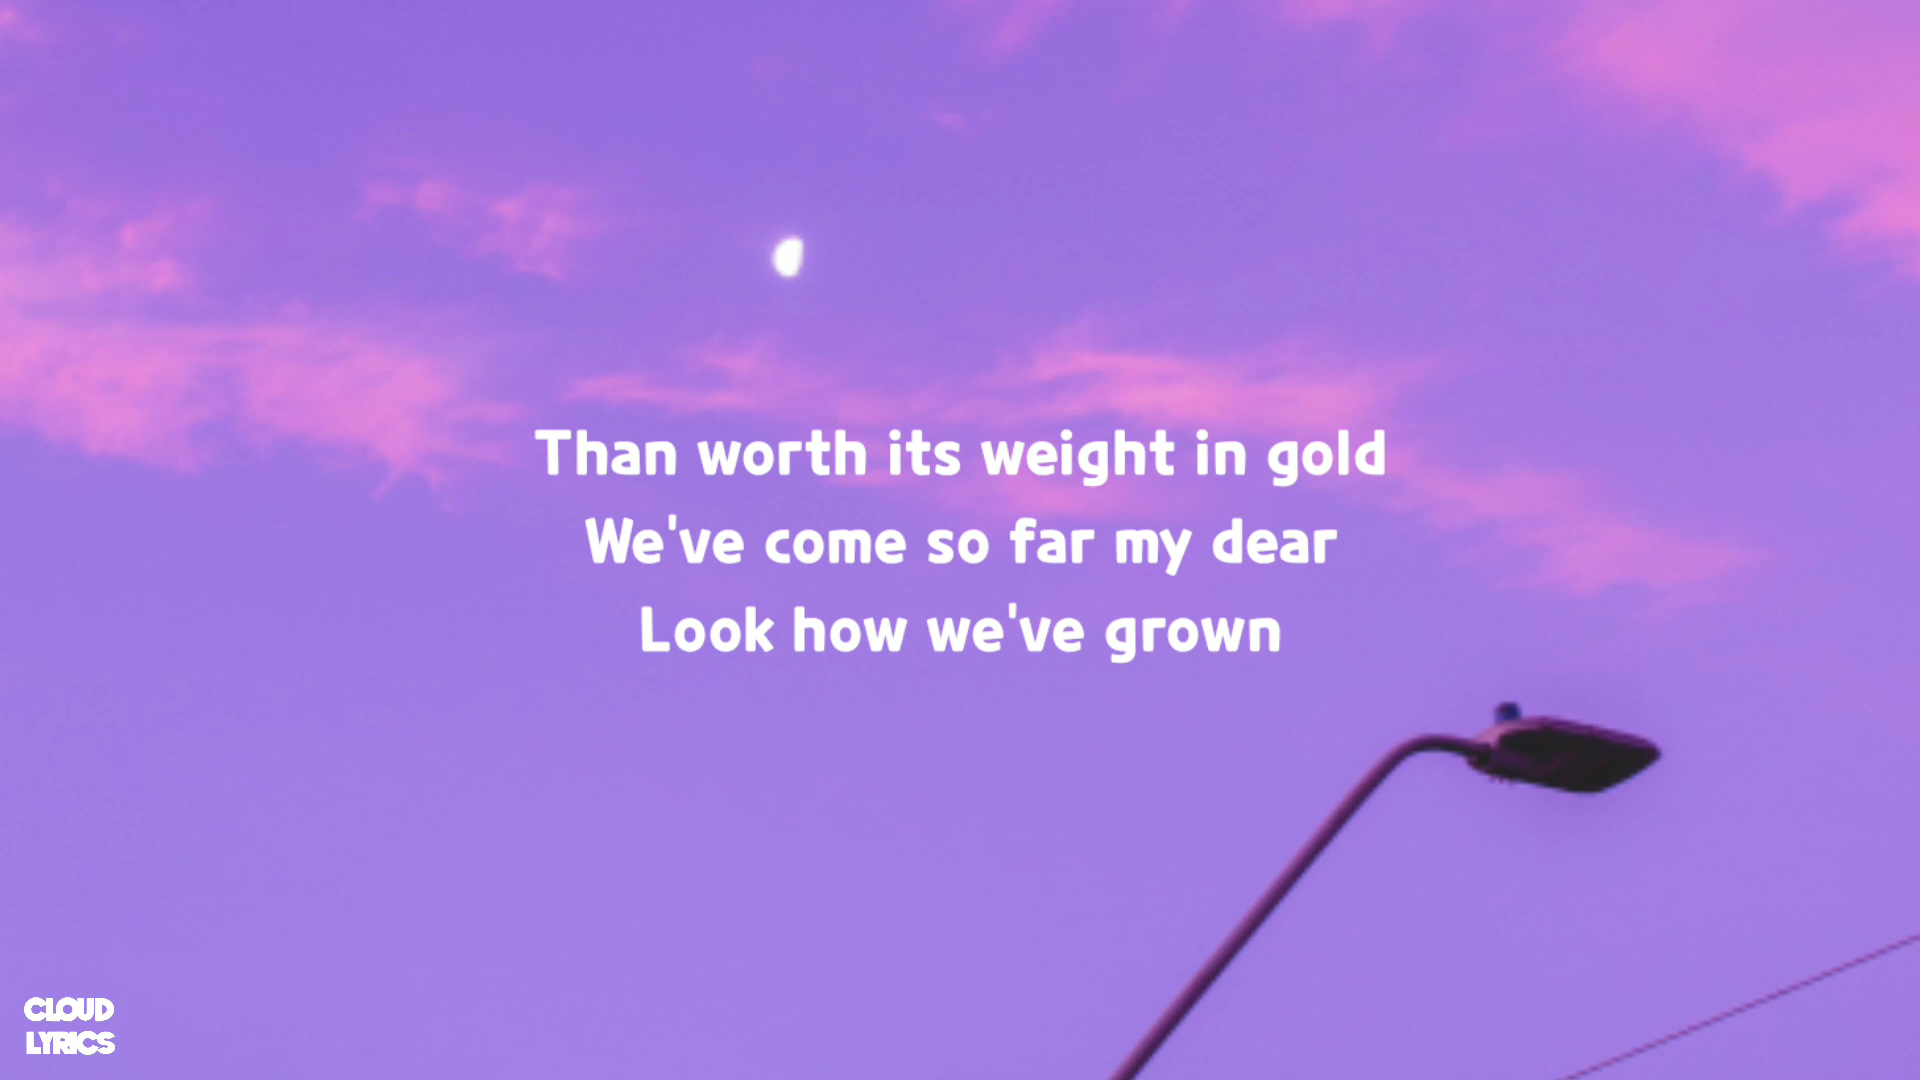 Than worth its weight in gold
We've come so far my dear
Look how we've grown
CLOUD
LYRICS